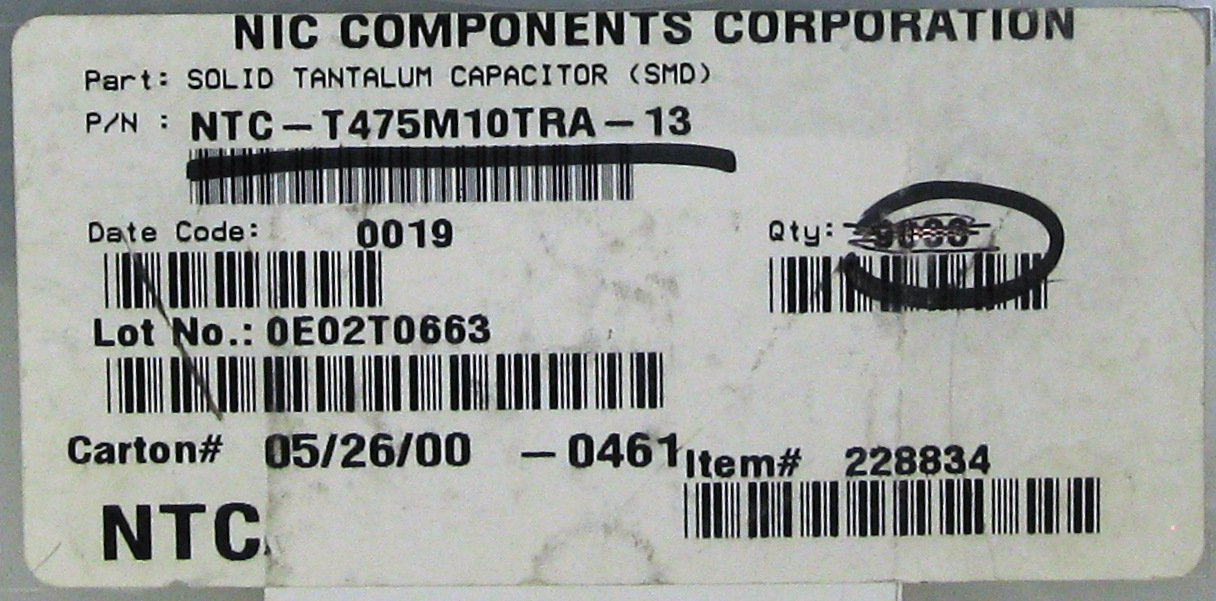 NIC COMPONENTS CORPORATION
Part: SOLID TANTALUM CAPACITOR (SMD)
P/N : NTC-T475M10TRA-13
Date Code: 0019 Qty:
Lot No.: 0E02T0663
Carton# 05/26/00 -0461 Item# 228834
NTC